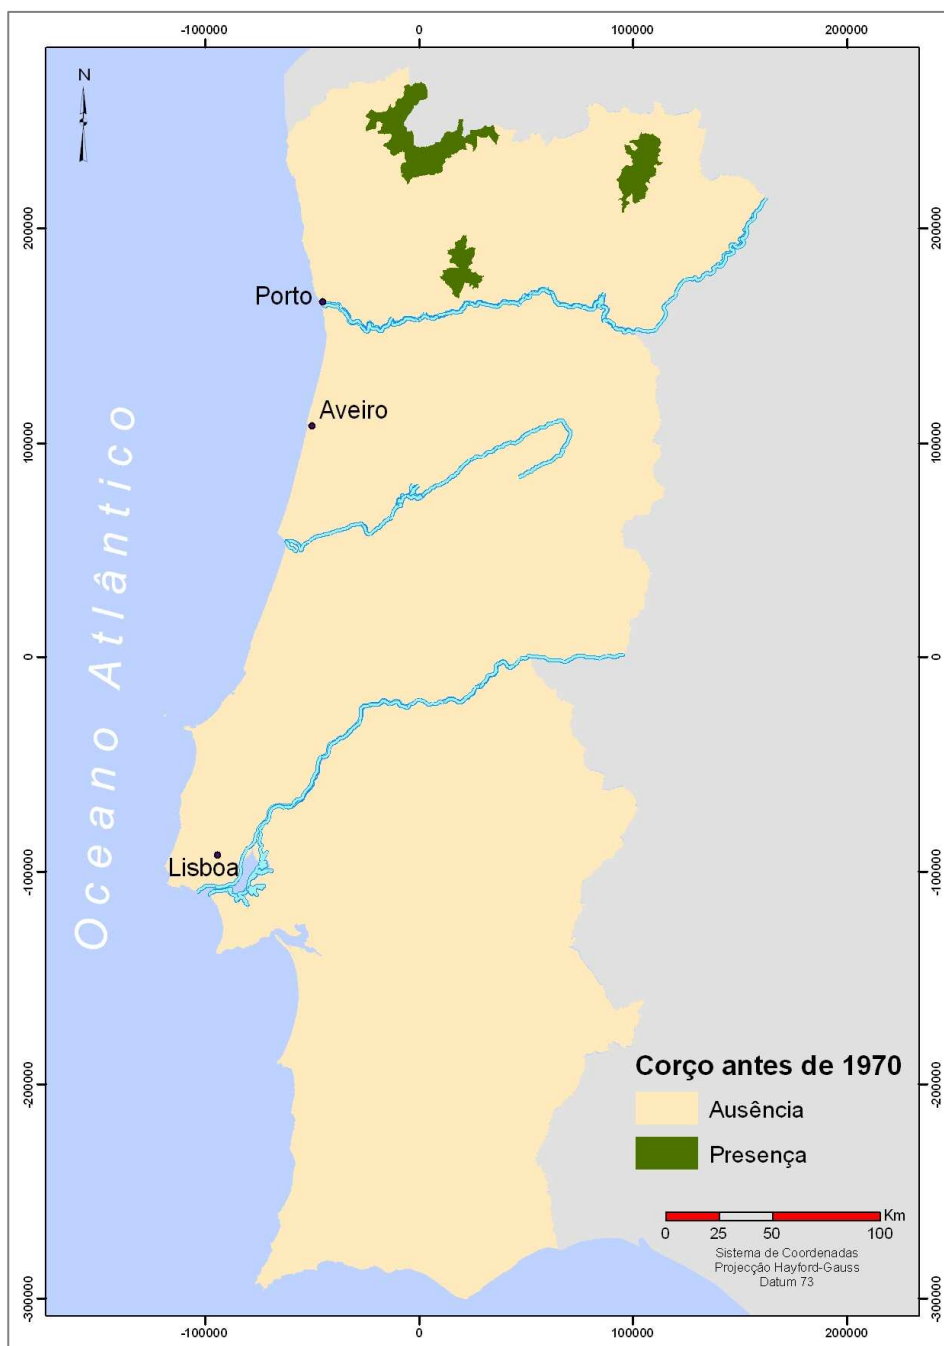 -100000 0 100000 200000
N
200000 200000
Porto
Aveiro
100000 100000
Oceano Atlântico
0 0
Lisboa
-100000 -100000
Corço antes de 1970
Ausência
-200000 -200000
Presença
Km
0 25 50 100
Sistema de Coordenadas
Projecção Hayford-Gauss
Datum 73
-300000 -300000
-100000 0 100000 200000